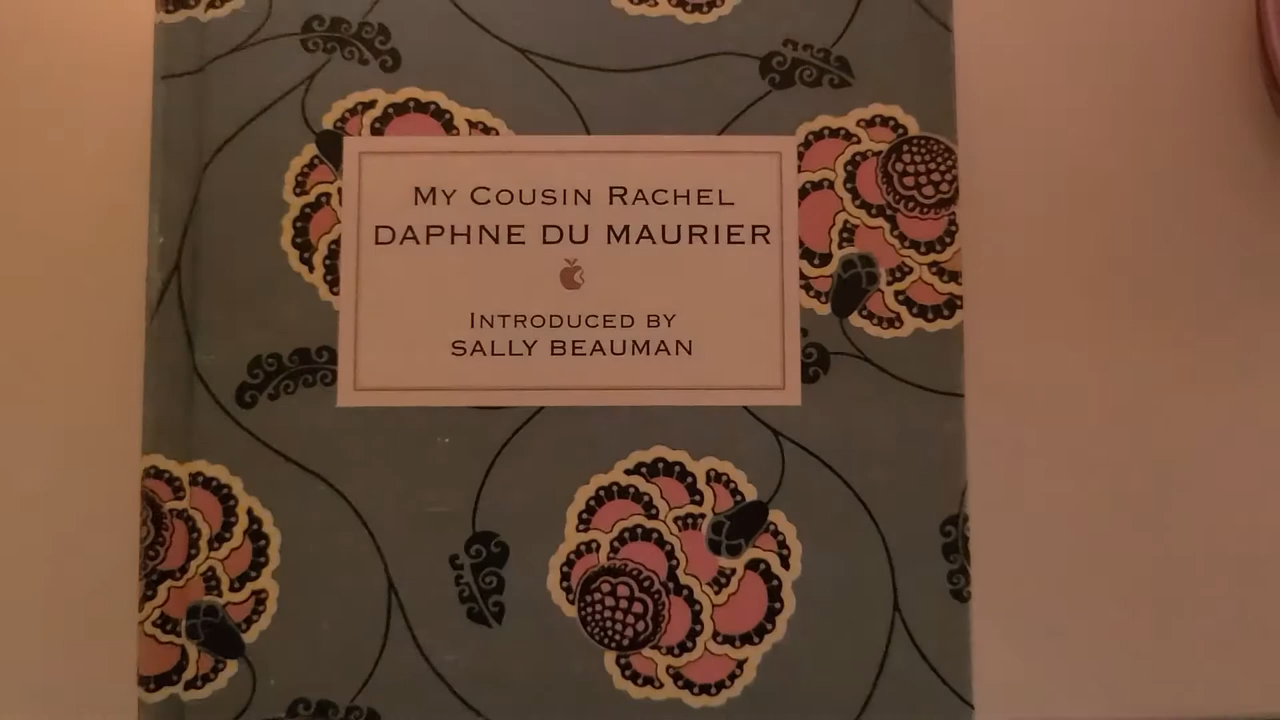 My Cousin Rachel
DAPHNE DU MAURIER
Introduced by
SALLY BEAUMAN